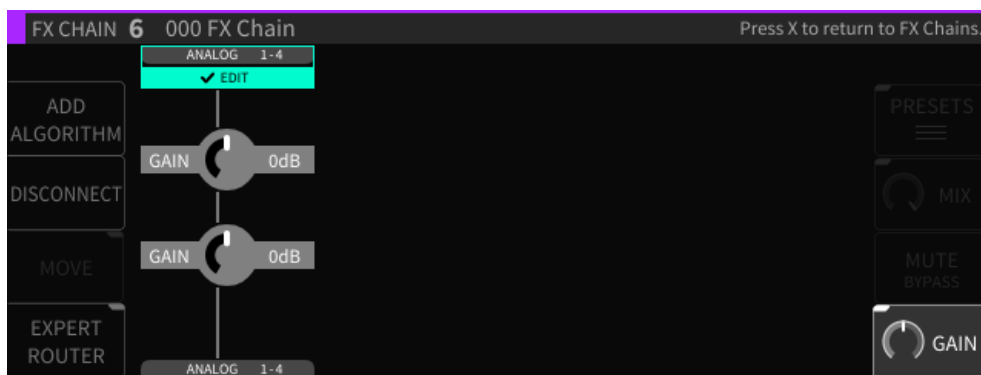 FX CHAIN 6 000 FX Chain Press X to return to FX Chains.
ANALOG 1-4
EDIT
ADD
ALGORITHM
PRESETS
GAIN 0dB
DISCONNECT
MIX
GAIN 0dB
MOVE
MUTE
BYPASS
EXPERT
ROUTER
GAIN
ANALOG 1-4